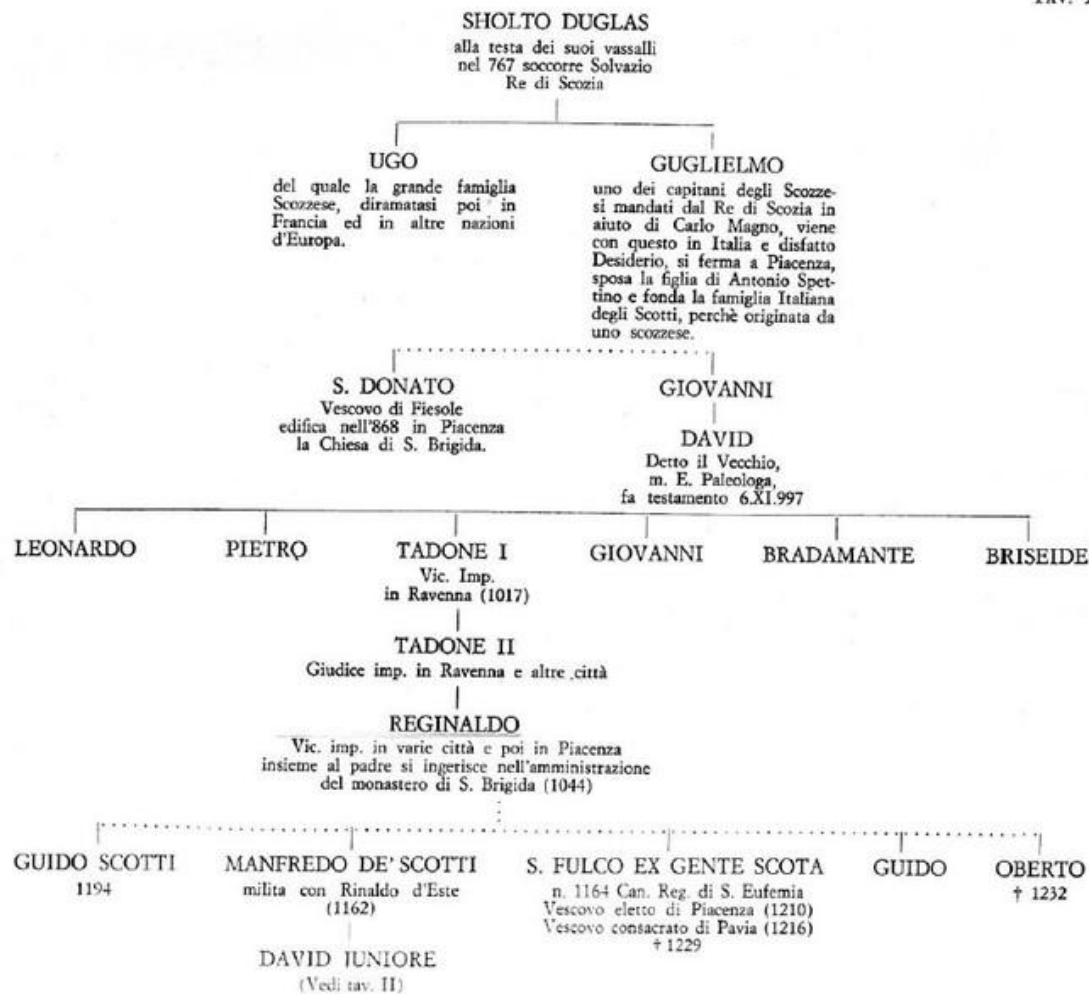 TAV. 
SHOLTO DUGLAS
alla testa dei suoi vassalli
nel 767 soccorre Solvazio
Re di Scozia
UGO
del quale la grande famiglia
Scozzese, diramatasi poi in
Francia ed in altre nazioni
d'Europa.
GUGLIELMO
uno dei capitani degli Scozze-
si mandati dal Re di Scozia in
aiuto di Carlo Magno, viene
con questo in Italia e disfatto
Desiderio, si ferma a Piacenza,
sposa la figlia di Antonio Spet-
tino e fonda la famiglia Italiana
degli Scotti, perchè originata da
uno scozzese.
S. DONATO
Vescovo di Fiesole
edifica nell'868 in Piacenza
la Chiesa di S. Brigida.
GIOVANNI
DAVID
Detto il Vecchio,
m. E. Paleologa,
fa testamento 6.XI.997
LEONARDO
PIETRO
TADONE I
Vic. Imp.
in Ravenna (1017)
GIOVANNI
BRADAMANTE
BRISEIDE
TADONE II
Giudice imp. in Ravenna e altre città
REGINALDO
Vic. imp. in varie città e poi in Piacenza
insieme al padre si ingerisce nell'amministrazione
del monastero di S. Brigida (1044)
GUIDO SCOTTI
1194
MANFREDO DE' SCOTTI
milita con Rinaldo d'Este
(1162)
DAVID JUNIORE
(Vedi tav. II)
S. FULCO EX GENTE SCOTA
n. 1164 Can. Reg. di S. Eufemia
Vescovo eletto di Piacenza (1210)
Vescovo consacrato di Pavia (1216)
† 1229
GUIDO
OBERTO
† 1232